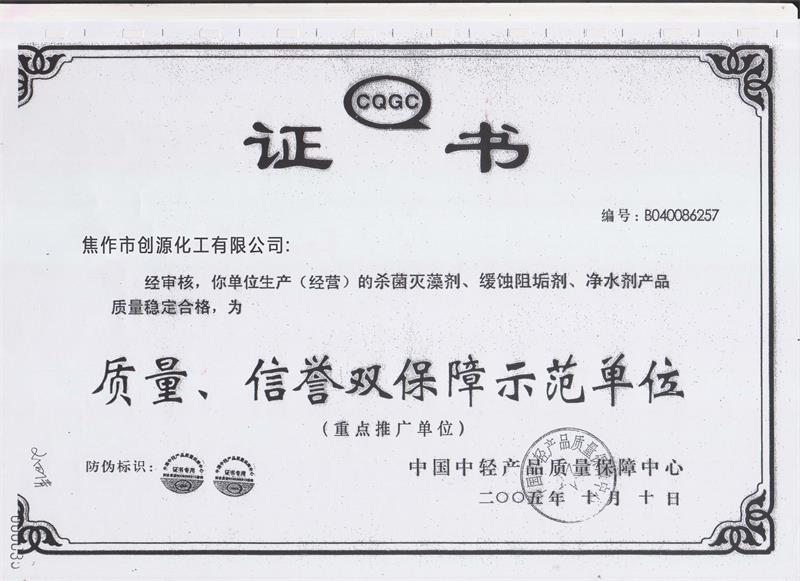 CQGC
证书
编号：B040086257
焦作市创源化工有限公司：
经审核，你单位生产（经营）的杀菌灭藻剂、缓蚀阻垢剂、净水剂产品
质量稳定合格，为
质量、信誉双保障示范单位
（重点推广单位）
防伪标识：
证书专用
CQGC
证书专用
CQGC
中国中轻产品质量保障中心
二〇〇五年 十月 十日